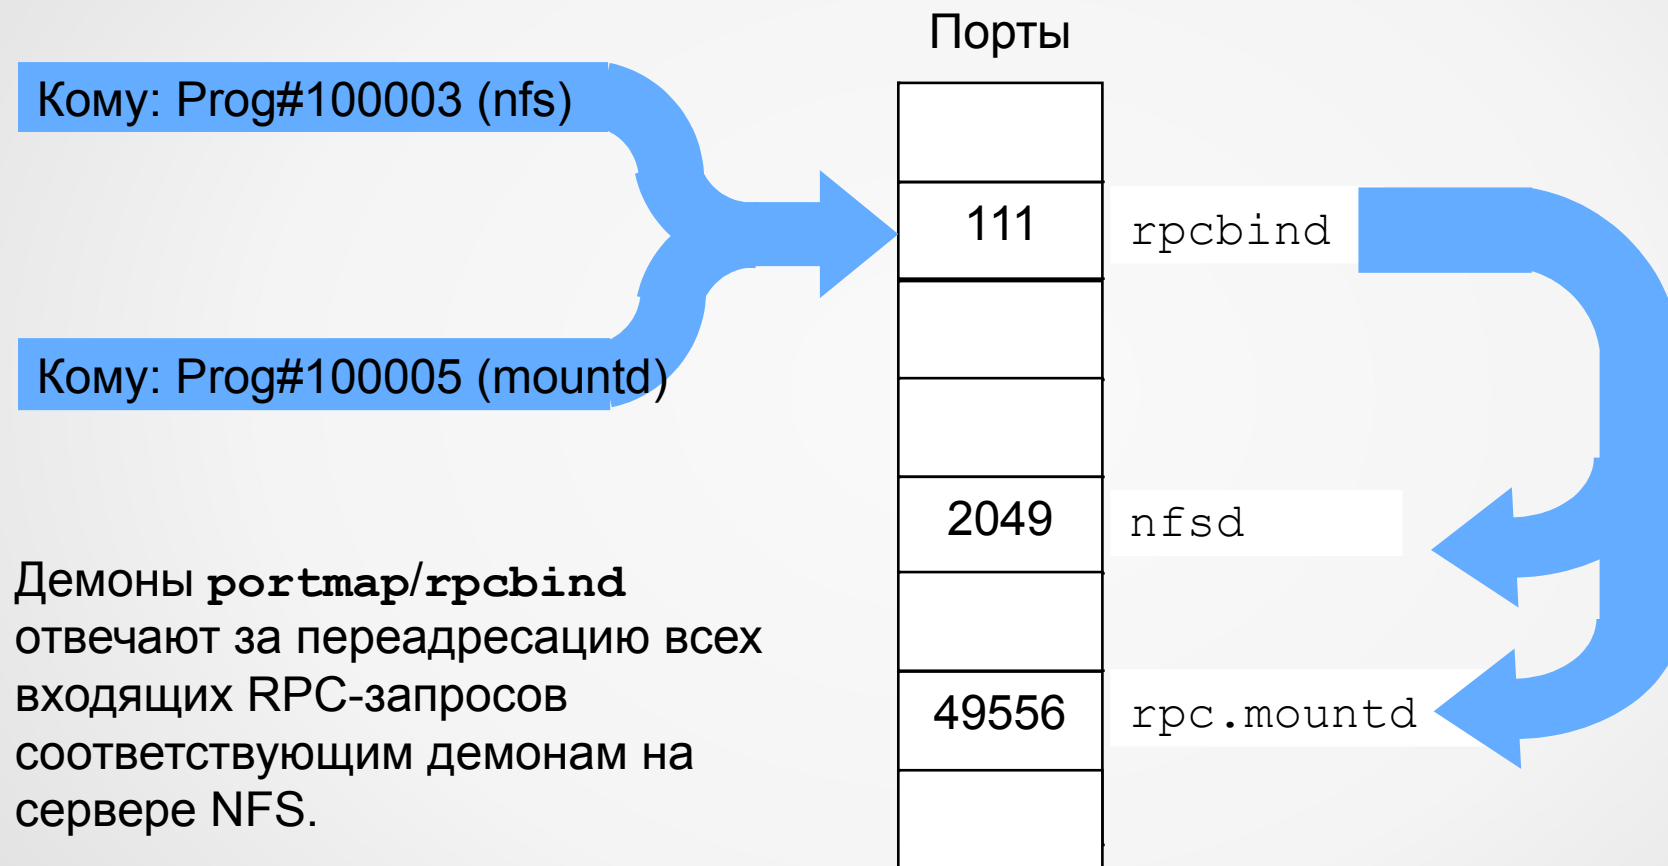 Порты
Кому: Prog#100003 (nfs)
111 rpcbind
Кому: Prog#100005 (mountd)
2049 nfsd
49556 rpc.mountd
Демоны portmap/rpcbind
отвечают за переадресацию всех
входящих RPC-запросов
соответствующим демонам на
сервере NFS.